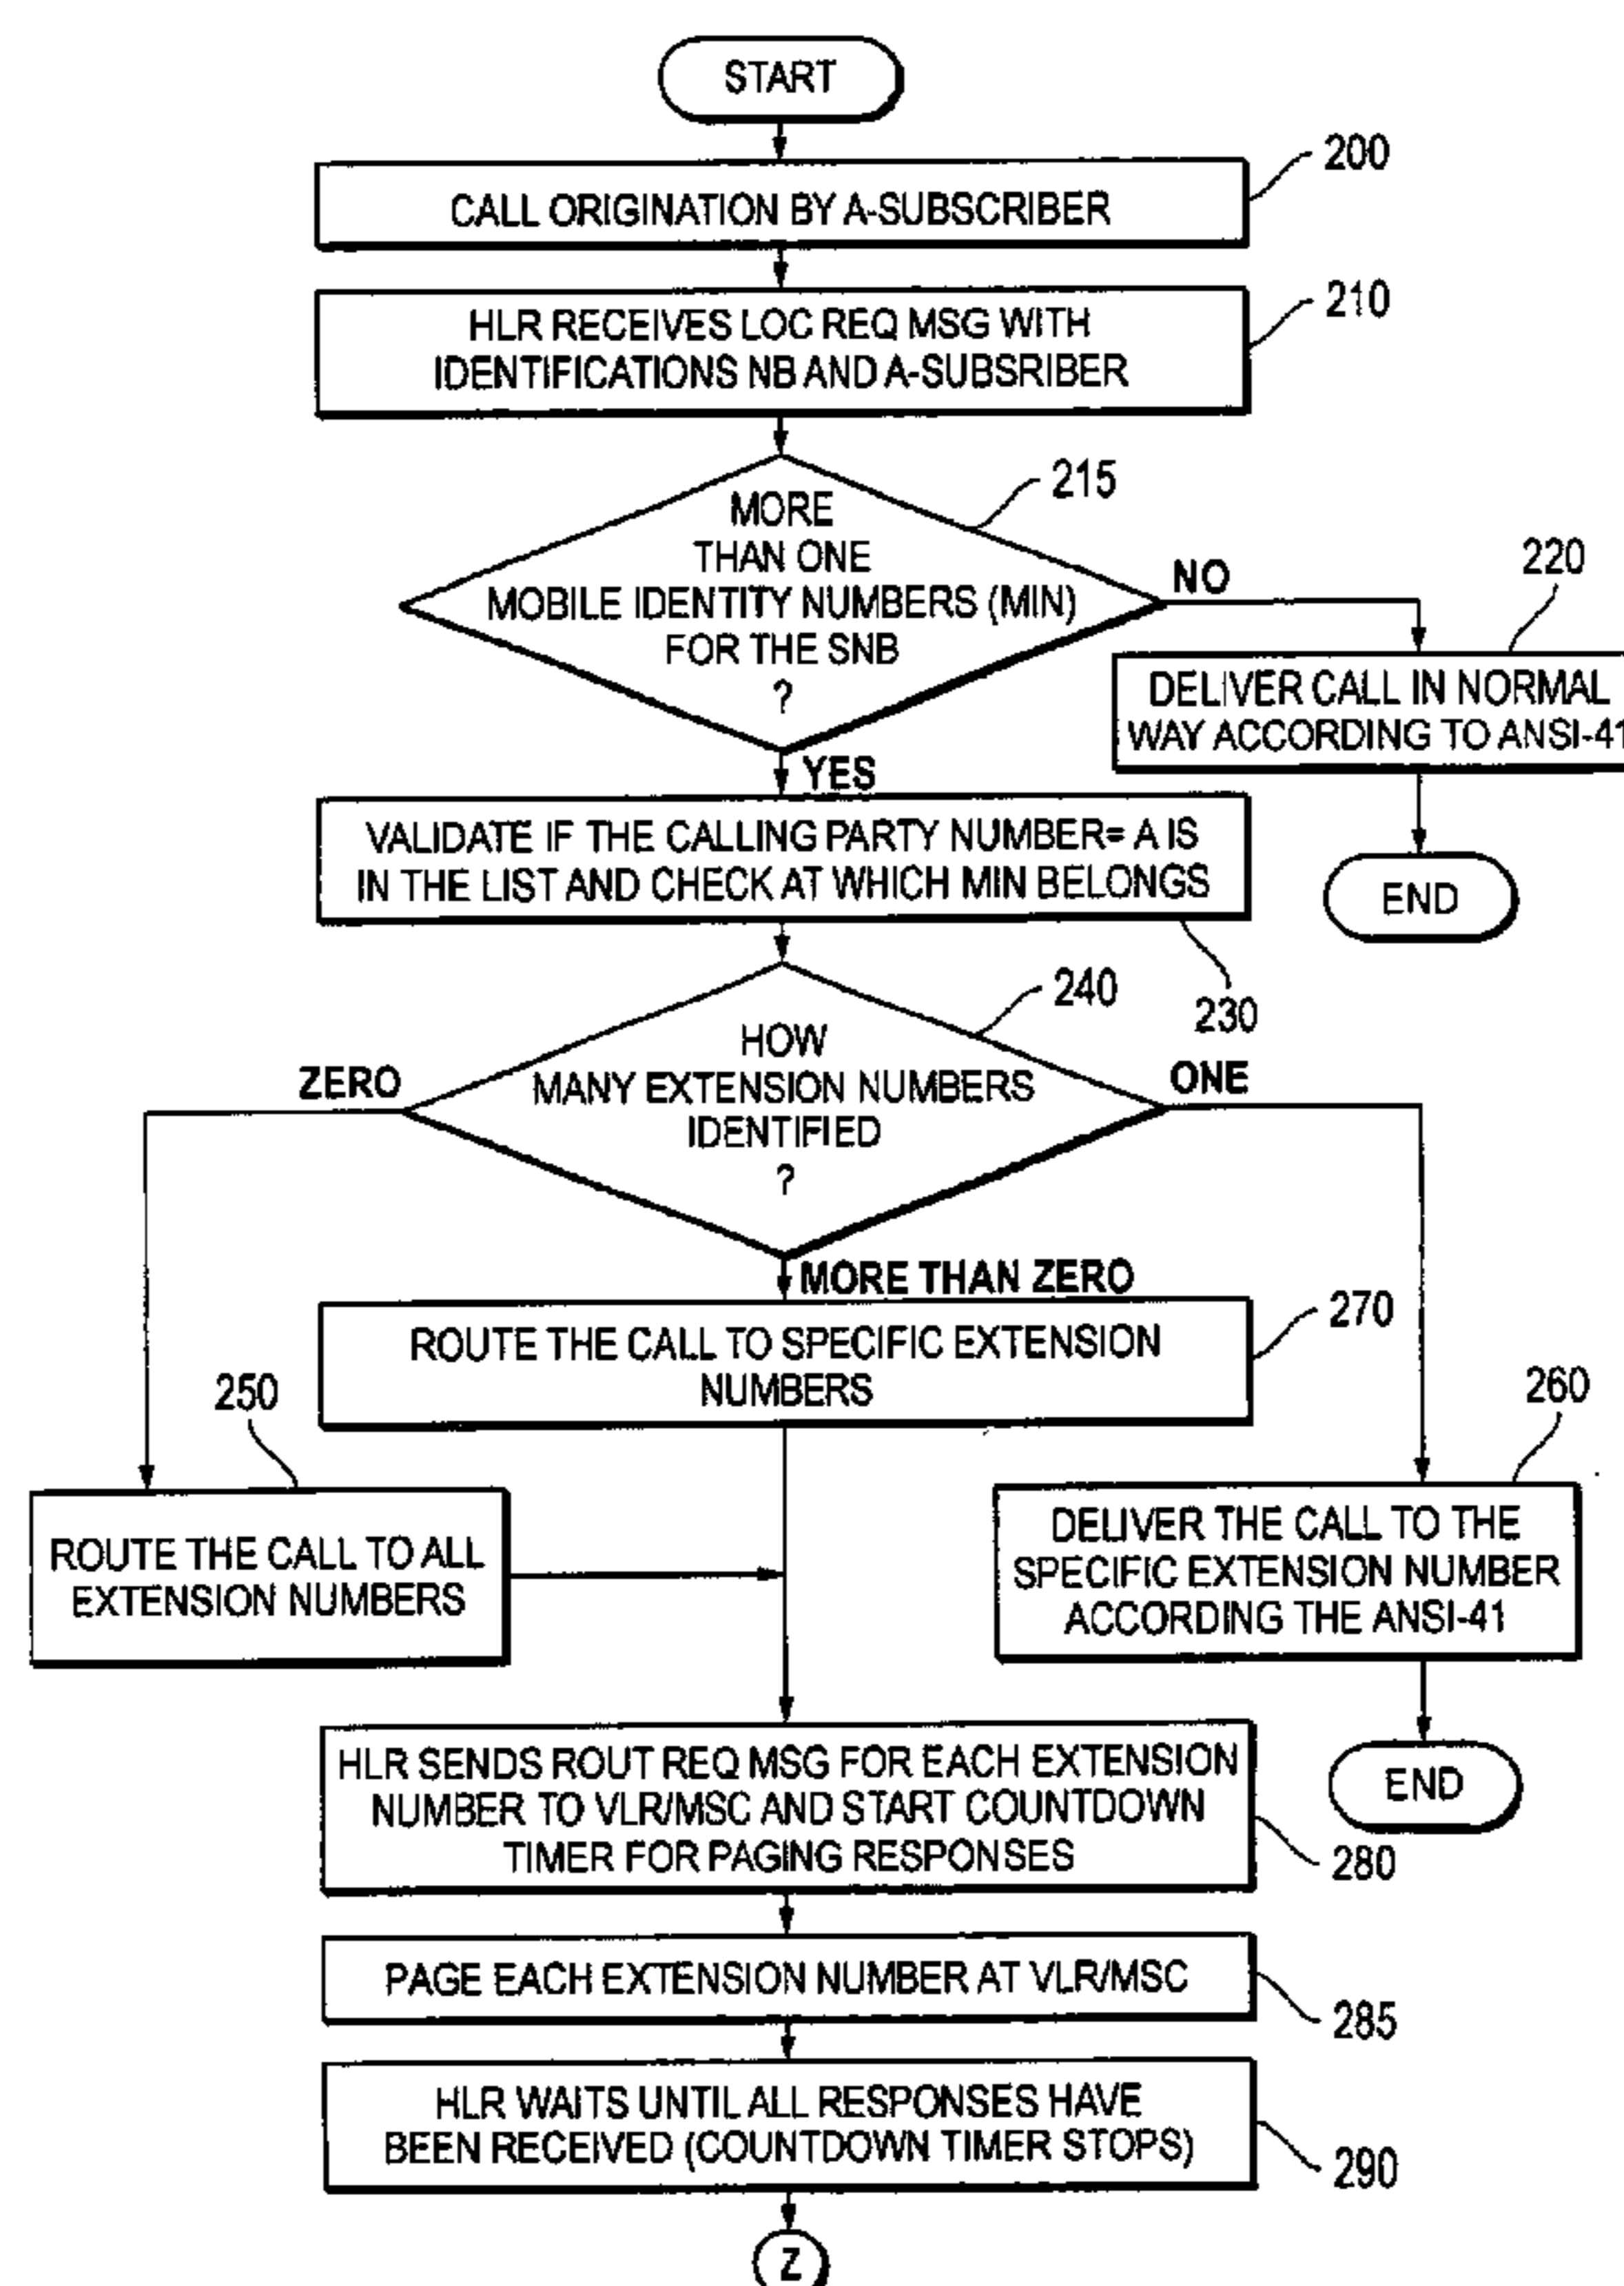 START
200
CALL ORIGINATION BY A-SUBSCRIBER
210
HLR RECEIVES LOC REQ MSG WITH
IDENTIFICATIONS NB AND A-SUBSRIBER
215
MORE
THAN ONE
MOBILE IDENTITY NUMBERS (MIN)
FOR THE SNB
?
NO
220
DELIVER CALL IN NORMAL
WAY ACCORDING TO ANSI-41
END
YES
VALIDATE IF THE CALLING PARTY NUMBER= A IS
IN THE LIST AND CHECK AT WHICH MIN BELONGS
230
240
HOW
MANY EXTENSION NUMBERS
IDENTIFIED
?
ZERO
ONE
MORE THAN ZERO
270
ROUTE THE CALL TO SPECIFIC EXTENSION
NUMBERS
250
ROUTE THE CALL TO ALL
EXTENSION NUMBERS
260
DELIVER THE CALL TO THE
SPECIFIC EXTENSION NUMBER
ACCORDING THE ANSI-41
END
HLR SENDS ROUT REQ MSG FOR EACH EXTENSION
NUMBER TO VLR/MSC AND START COUNTDOWN
TIMER FOR PAGING RESPONSES
280
PAGE EACH EXTENSION NUMBER AT VLR/MSC
285
HLR WAITS UNTIL ALL RESPONSES HAVE
BEEN RECEIVED (COUNTDOWN TIMER STOPS)
290
Z